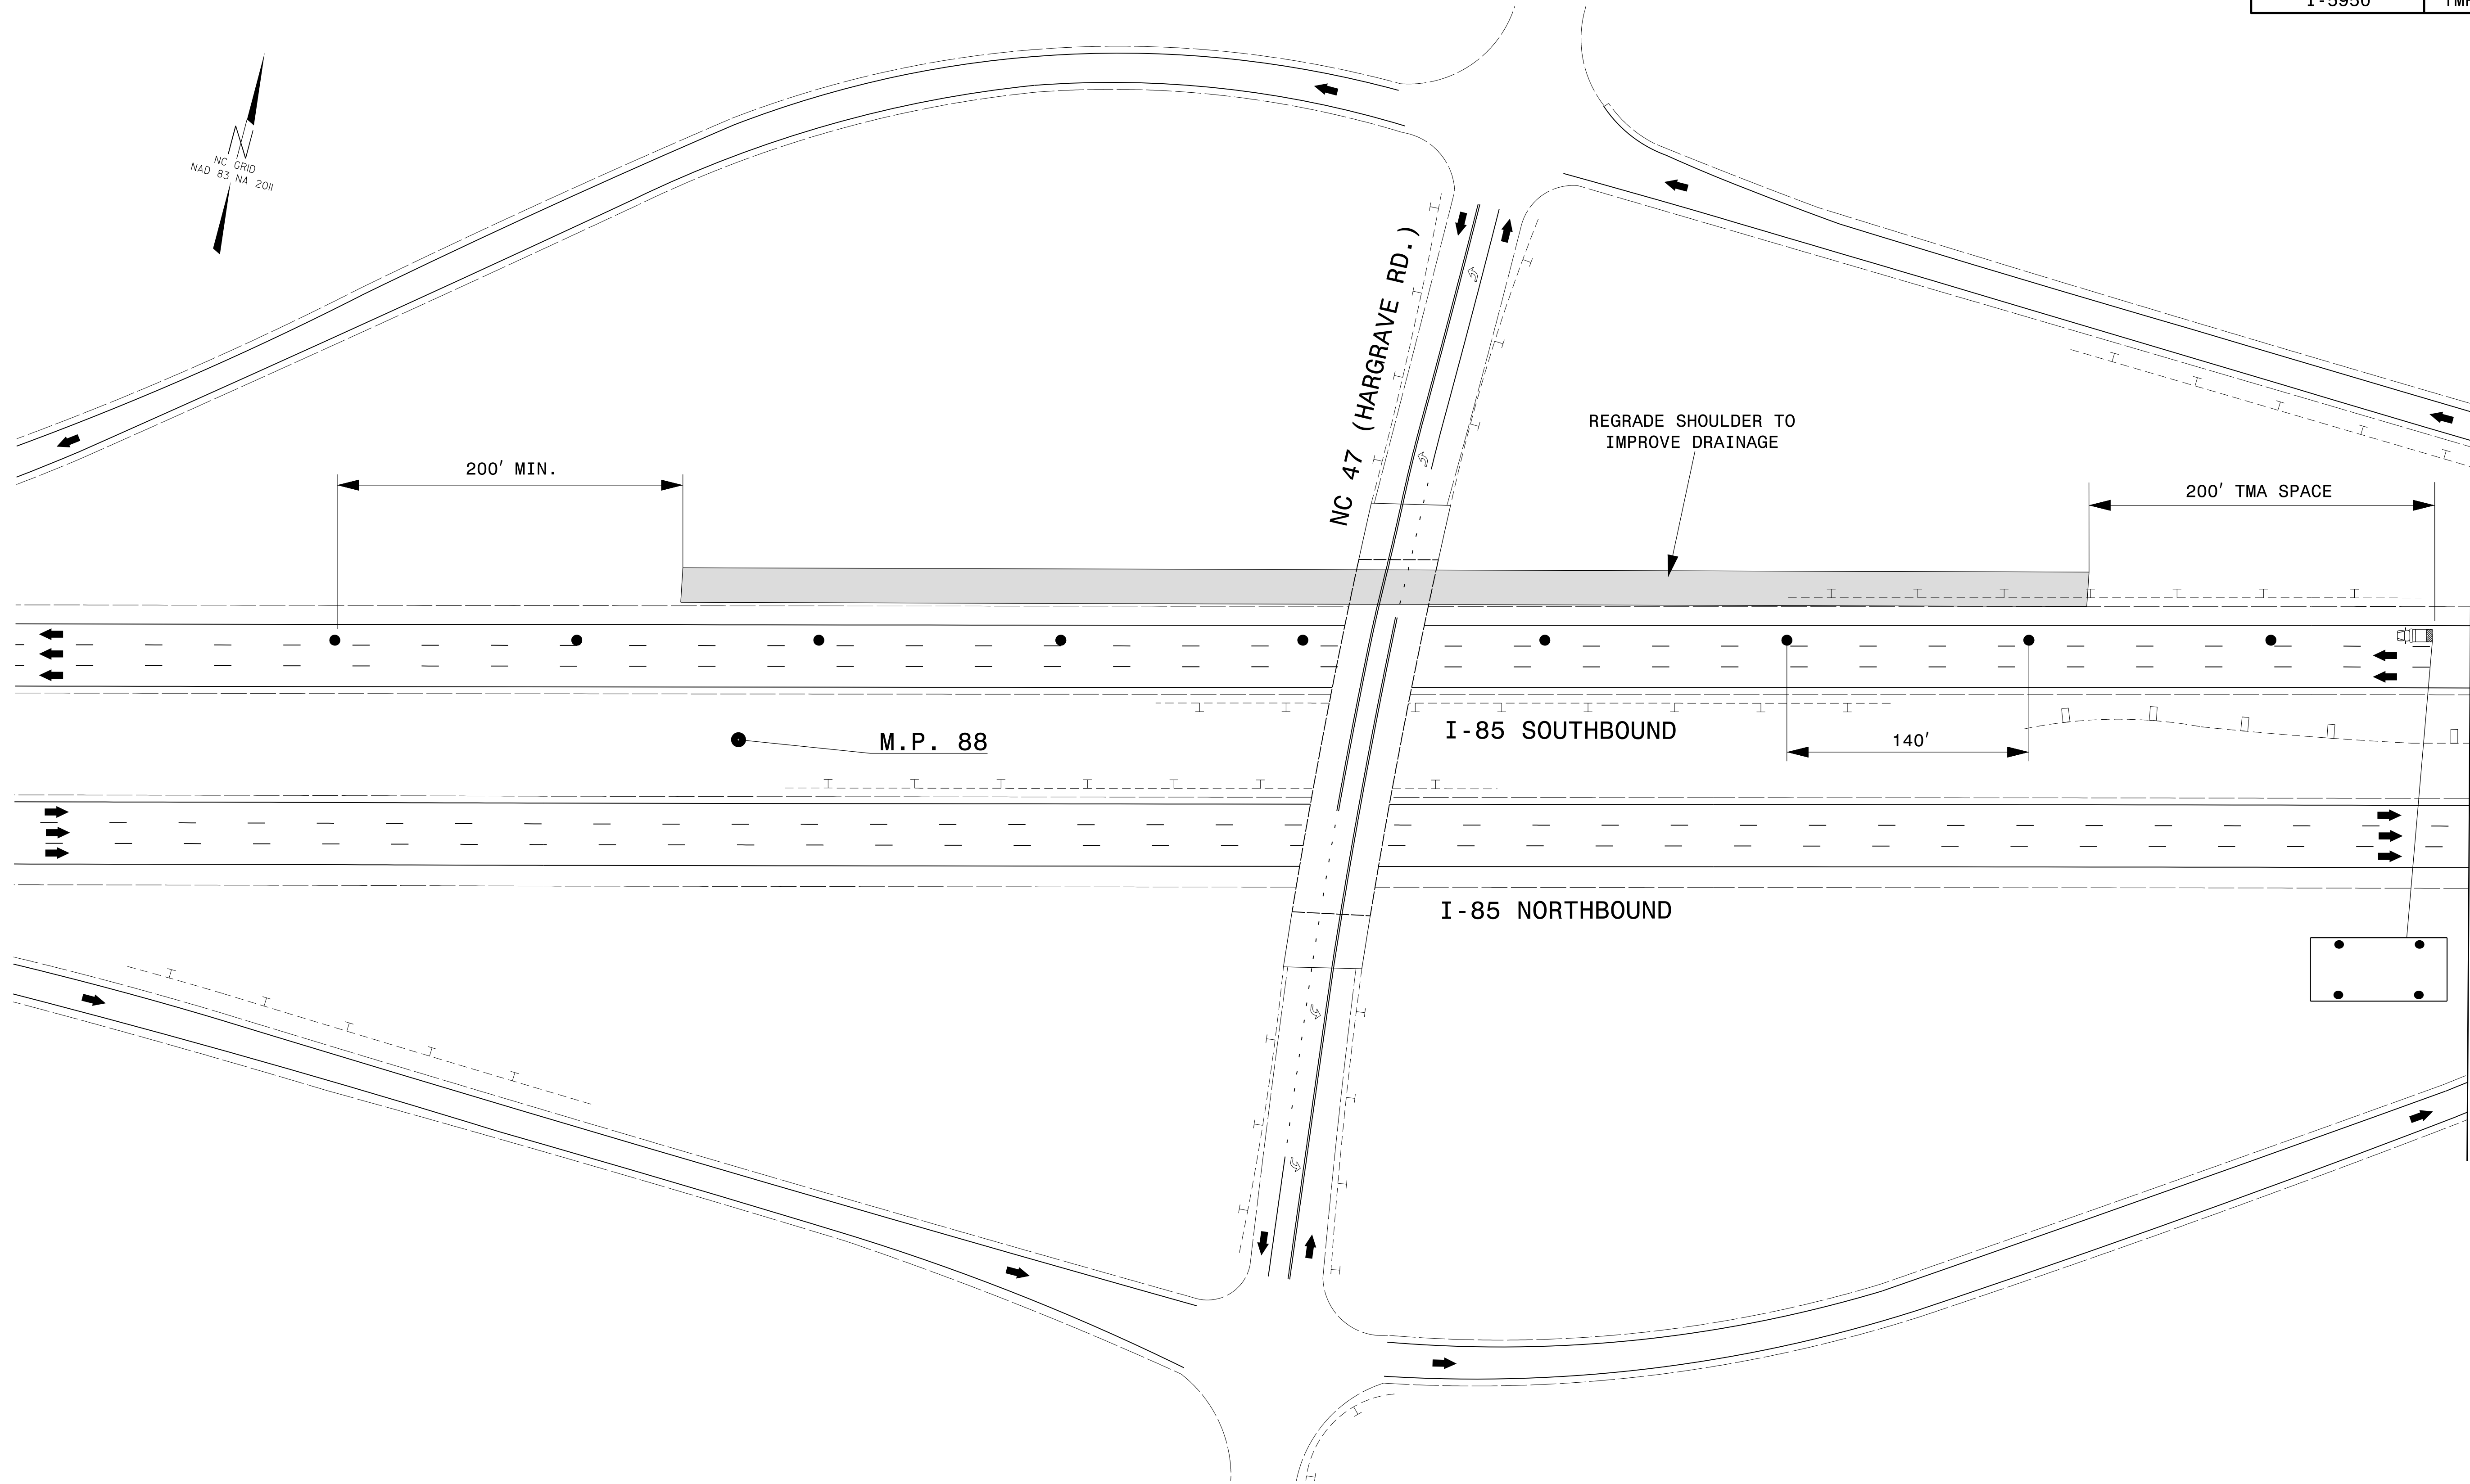 I-5950
NC GRID
NAD 83 NA 2011
NC 47 (HARGRAVE RD.)
REGRADE SHOULDER TO
IMPROVE DRAINAGE
200' MIN.
200' TMA SPACE
I-85 SOUTHBOUND
M.P. 88
140'
I-85 NORTHBOUND